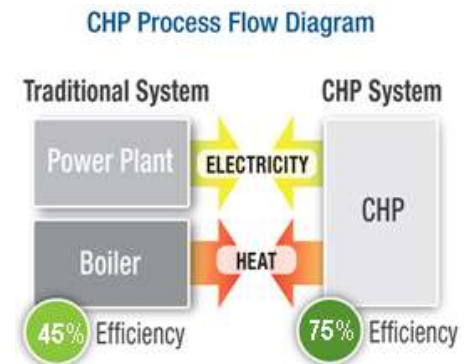 CHP Process Flow Diagram
Traditional System
CHP System
Power Plant
ELECTRICITY
CHP
Boiler
HEAT
45% Efficiency
75% Efficiency